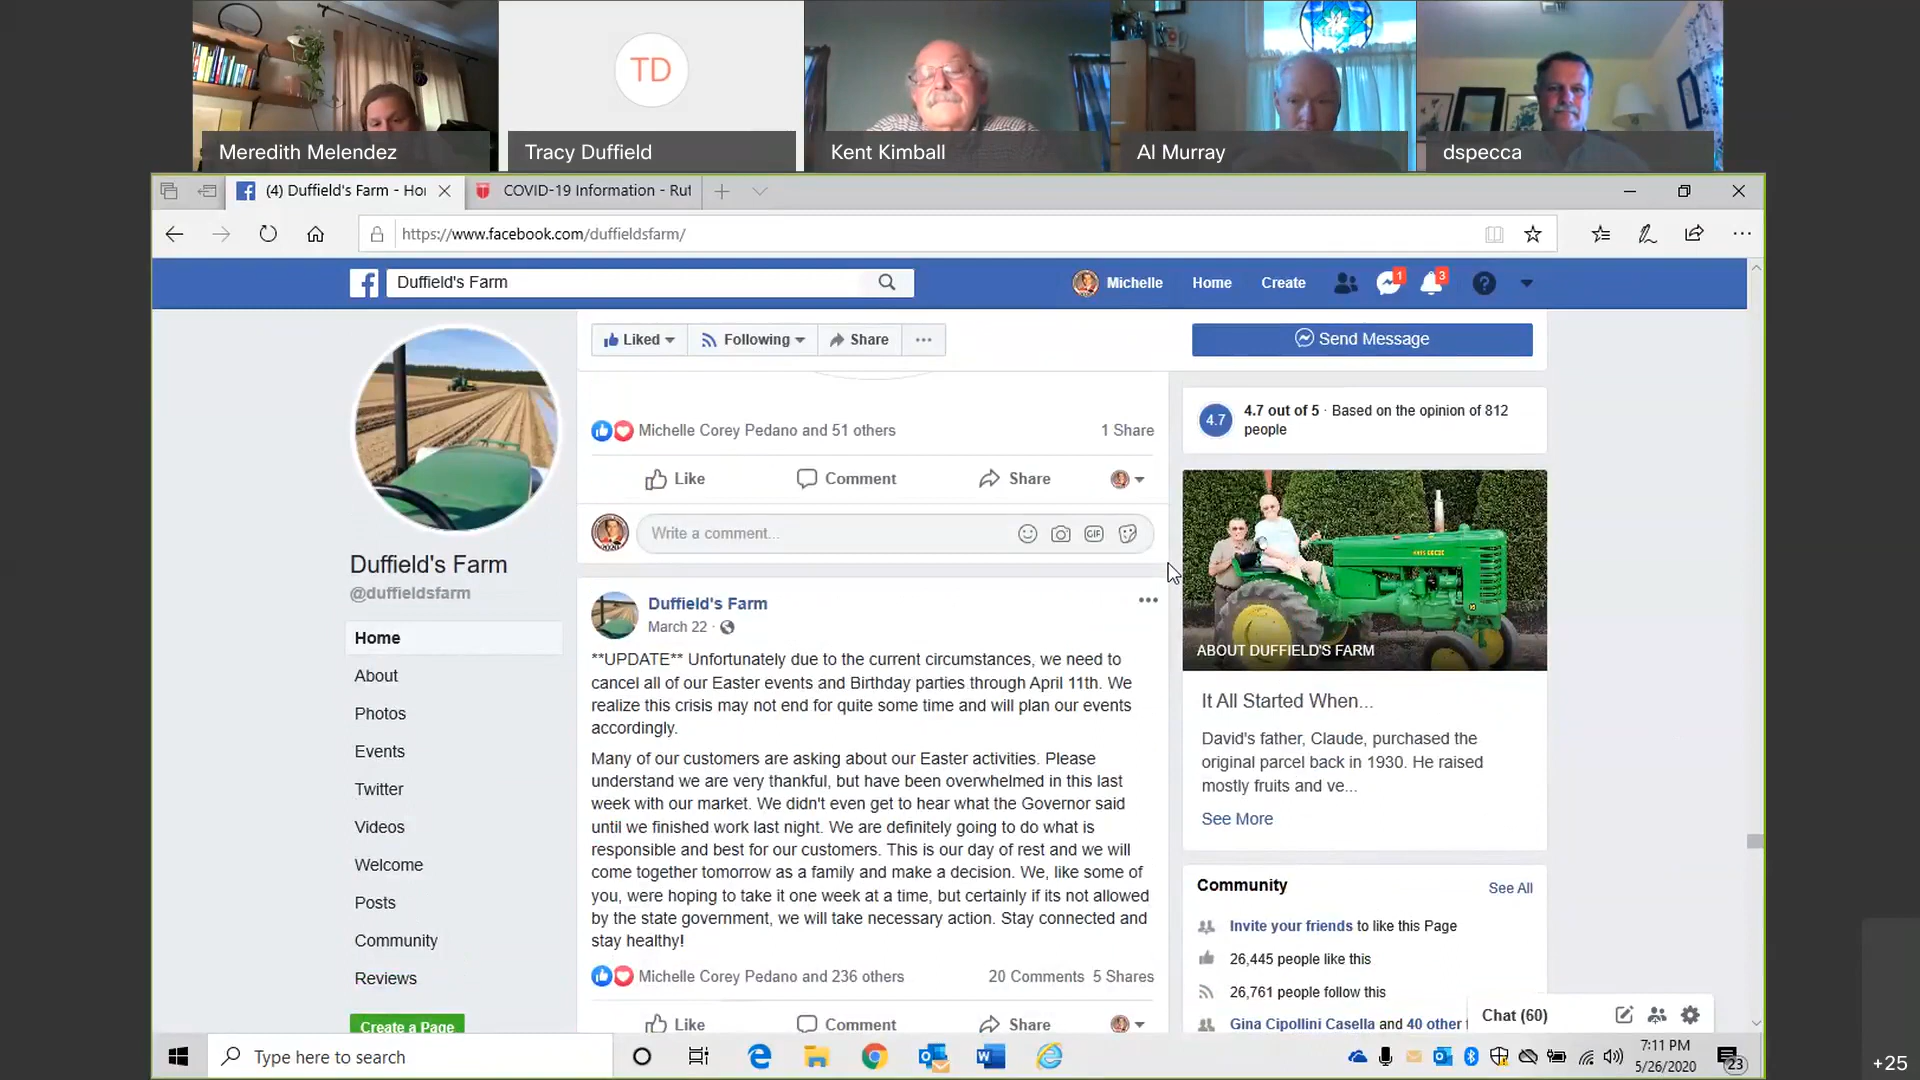 TD
Meredith Melendez
Tracy Duffield
Kent Kimball
Al Murray
dspecca
(4) Duffield's Farm - Ho
COVID-19 Information - Rut
https://www.facebook.com/duffieldsfarm/
Duffield's Farm
Michelle
Home
Create
1
3
Liked
Following
Share
Send Message
Michelle Corey Pedano and 51 others
1 Share
Like
Comment
Share
Write a comment...
GIF
4.7
4.7 out of 5 · Based on the opinion of 812
people
Duffield's Farm
@duffieldsfarm
Home
About
Photos
Events
Twitter
Videos
Welcome
Posts
Community
Reviews
Create a Page
Duffield's Farm
March 22 ·
**UPDATE** Unfortunately due to the current circumstances, we need to
cancel all of our Easter events and Birthday parties through April 11th. We
realize this crisis may not end for quite some time and will plan our events
accordingly.
Many of our customers are asking about our Easter activities. Please
understand we are very thankful, but have been overwhelmed in this last
week with our market. We didn't even get to hear what the Governor said
until we finished work last night. We are definitely going to do what is
responsible and best for our customers. This is our day of rest and we will
come together tomorrow as a family and make a decision. We, like some of
you, were hoping to take it one week at a time, but certainly if its not allowed
by the state government, we will take necessary action. Stay connected and
stay healthy!
Michelle Corey Pedano and 236 others
20 Comments 5 Shares
Like
Comment
Share
ABOUT DUFFIELD'S FARM
It All Started When...
David's father, Claude, purchased the
original parcel back in 1930. He raised
mostly fruits and ve...
See More
Community
See All
Invite your friends to like this Page
26,445 people like this
26,761 people follow this
Gina Cipollini Casella and 40 other
Chat (60)
Type here to search
7:11 PM
5/26/2020
23
+25